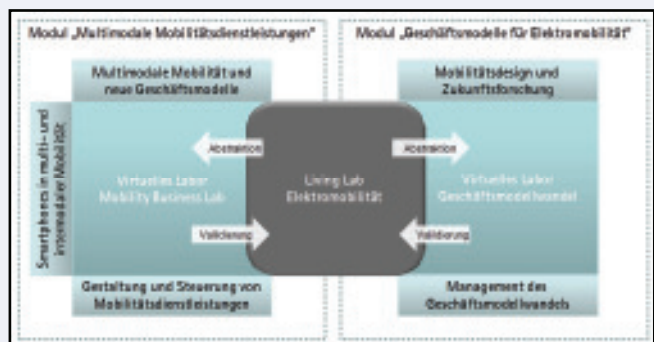 Modul „Multimodale Mobilitätsdienstleistungen"
Multimodale Mobilität und
neue Geschäftsmodelle
Smartphones in multi- und
intermodaler Mobilität
Abstraktion
Virtuelles Labor
Mobility Business Lab
Validierung
Gestaltung und Steuerung von
Mobilitätsdienstleistungen
Living Lab
Elektromobilität
Modul „Geschäftsmodelle für Elektromobilität"
Mobilitätsdesign und
Zukunftsforschung
Abstraktion
Virtuelles Labor
Geschäftsmodellwandel
Validierung
Management des
Geschäftsmodellwandels